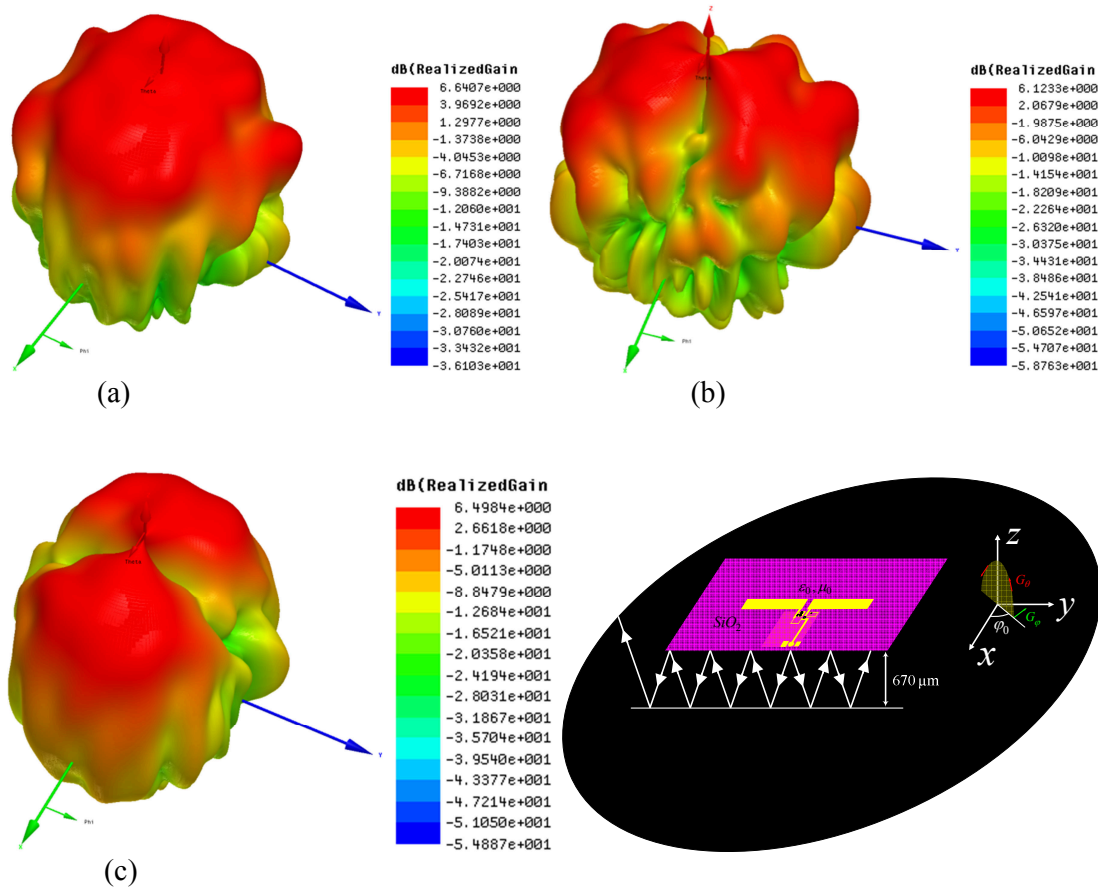 dB(RealizedGain
6.6407e+000
3.9692e+000
1.2977e+000
-1.3738e+000
-4.0453e+000
-6.7168e+000
-9.3882e+000
-1.2060e+001
-1.4731e+001
-1.7403e+001
-2.0074e+001
-2.2746e+001
-2.5417e+001
-2.8089e+001
-3.0760e+001
-3.3432e+001
-3.6103e+001
Theta
Phi
X
Y
(a)
dB(RealizedGain
6.1233e+000
2.0679e+000
-1.9875e+000
-6.0429e+000
-1.0098e+001
-1.4154e+001
-1.8209e+001
-2.2264e+001
-2.6320e+001
-3.0375e+001
-3.4431e+001
-3.8486e+001
-4.2541e+001
-4.6597e+001
-5.0652e+001
-5.4707e+001
-5.8763e+001
Z
Theta
Phi
X
Y
(b)
dB(RealizedGain
6.4984e+000
2.6618e+000
-1.1748e+000
-5.0113e+000
-8.8479e+000
-1.2684e+001
-1.6521e+001
-2.0358e+001
-2.4194e+001
-2.8031e+001
-3.1867e+001
-3.5704e+001
-3.9540e+001
-4.3377e+001
-4.7214e+001
-5.1050e+001
-5.4887e+001
Theta
Phi
X
Y
(c)
ε₀, μ₀
SiO₂
670 μm
z
Gθ
y
Gφ
φ₀
x